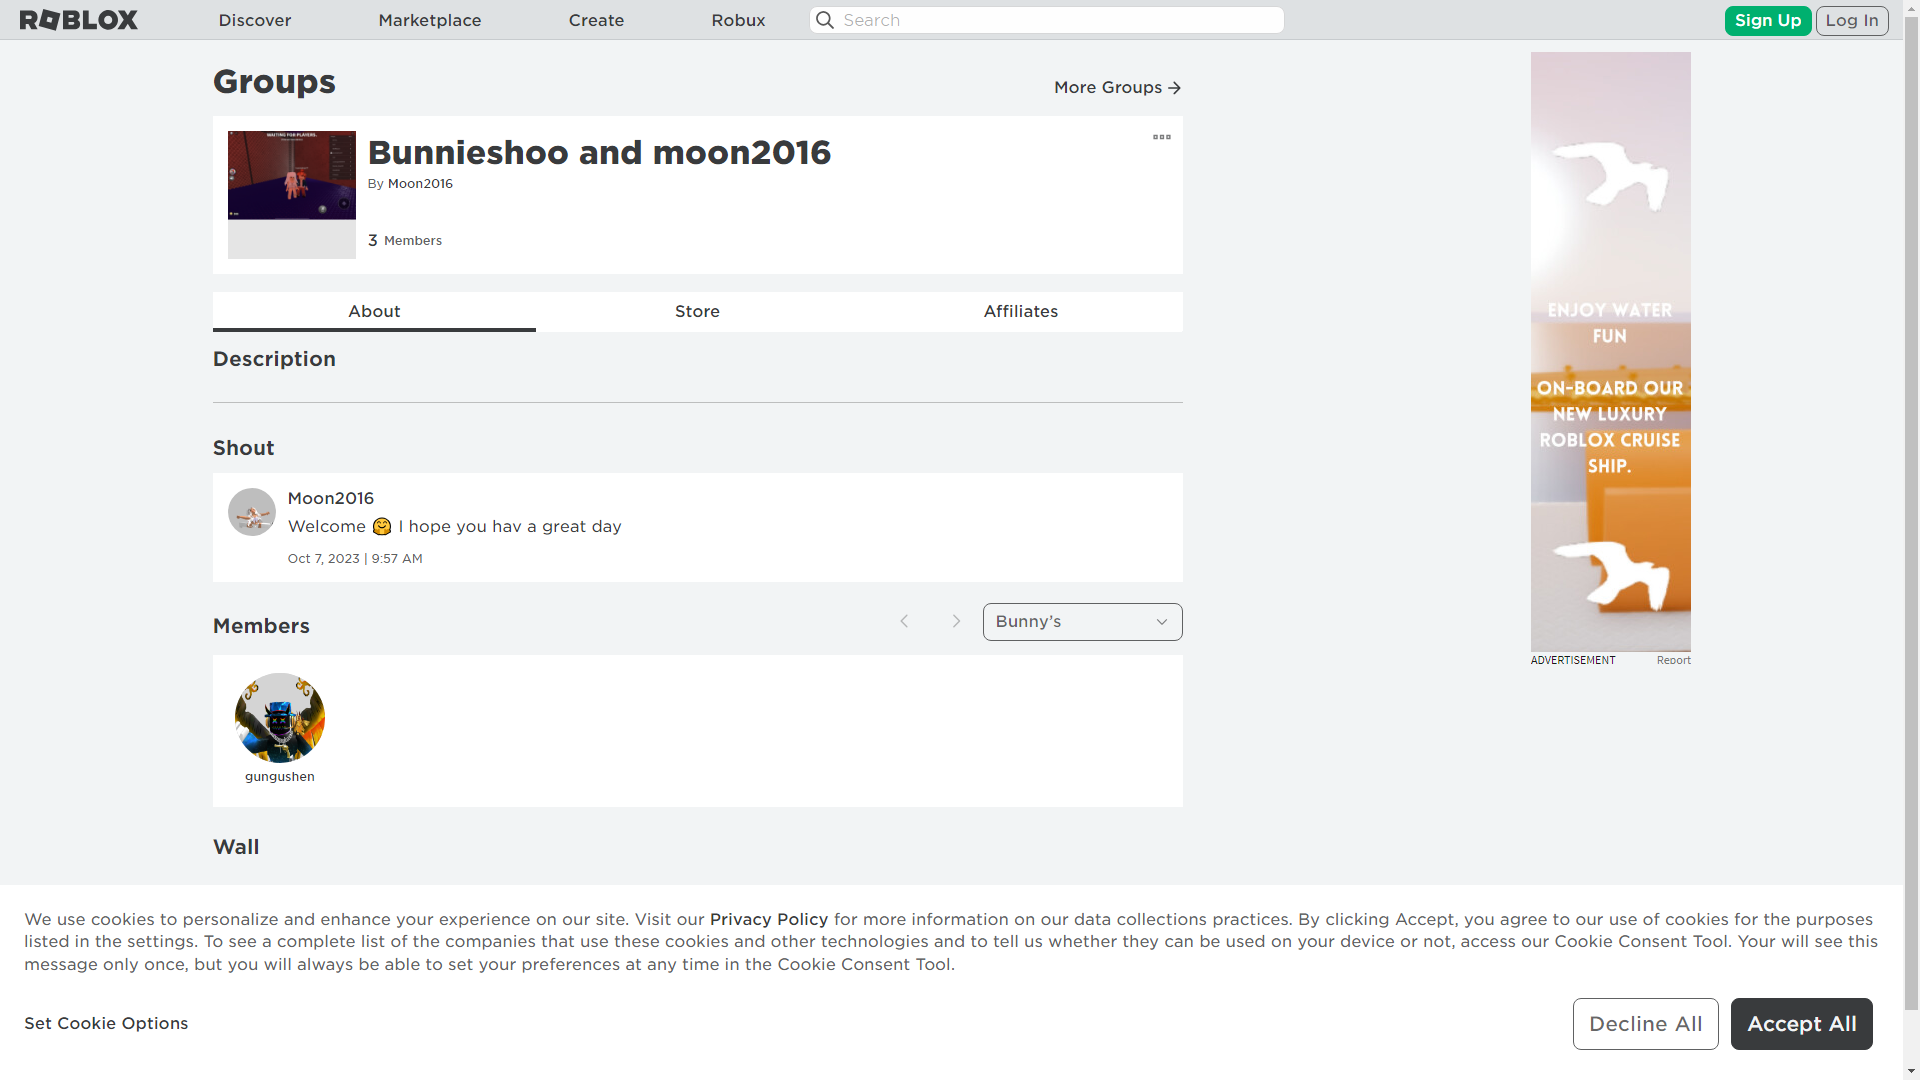 ROBLOX
Discover
Marketplace
Create
Robux
Search
Sign Up
Log In
Groups
More Groups
WAITING FOR PLAYERS.
Bunnieshoo and moon2016
By Moon2016
3 Members
About
Store
Affiliates
Description
Shout
Moon2016
Welcome 🤗 I hope you hav a great day
Oct 7, 2023 | 9:57 AM
Members
Bunny’s
gungushen
Wall
ENJOY WATER
FUN
ON-BOARD OUR
NEW LUXURY
ROBLOX CRUISE
SHIP.
ADVERTISEMENT
Report
We use cookies to personalize and enhance your experience on our site. Visit our Privacy Policy for more information on our data collections practices. By clicking Accept, you agree to our use of cookies for the purposes
listed in the settings. To see a complete list of the companies that use these cookies and other technologies and to tell us whether they can be used on your device or not, access our Cookie Consent Tool. Your will see this
message only once, but you will always be able to set your preferences at any time in the Cookie Consent Tool.
Set Cookie Options
Decline All
Accept All